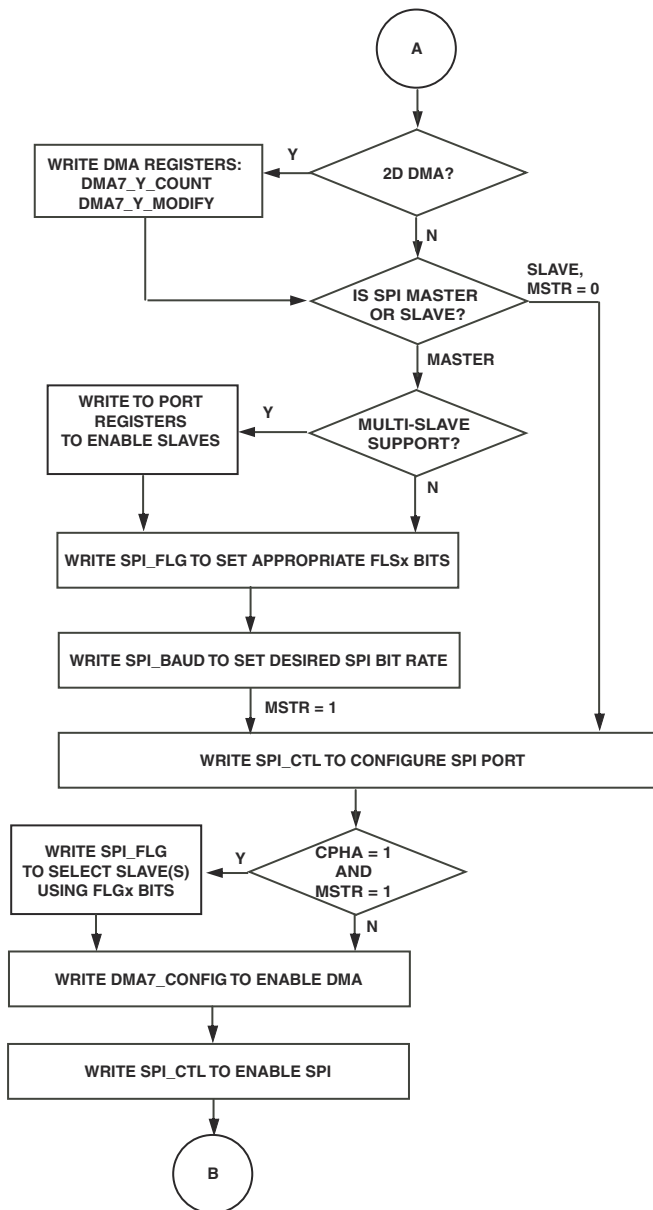 A
2D DMA?
Y
WRITE DMA REGISTERS:
DMA7_Y_COUNT
DMA7_Y_MODIFY
N
IS SPI MASTER
OR SLAVE?
SLAVE,
MSTR = 0
MASTER
MULTI-SLAVE
SUPPORT?
Y
WRITE TO PORT
REGISTERS
TO ENABLE SLAVES
N
WRITE SPI_FLG TO SET APPROPRIATE FLSx BITS
WRITE SPI_BAUD TO SET DESIRED SPI BIT RATE
MSTR = 1
WRITE SPI_CTL TO CONFIGURE SPI PORT
CPHA = 1
AND
MSTR = 1
Y
WRITE SPI_FLG
TO SELECT SLAVE(S)
USING FLGx BITS
N
WRITE DMA7_CONFIG TO ENABLE DMA
WRITE SPI_CTL TO ENABLE SPI
B